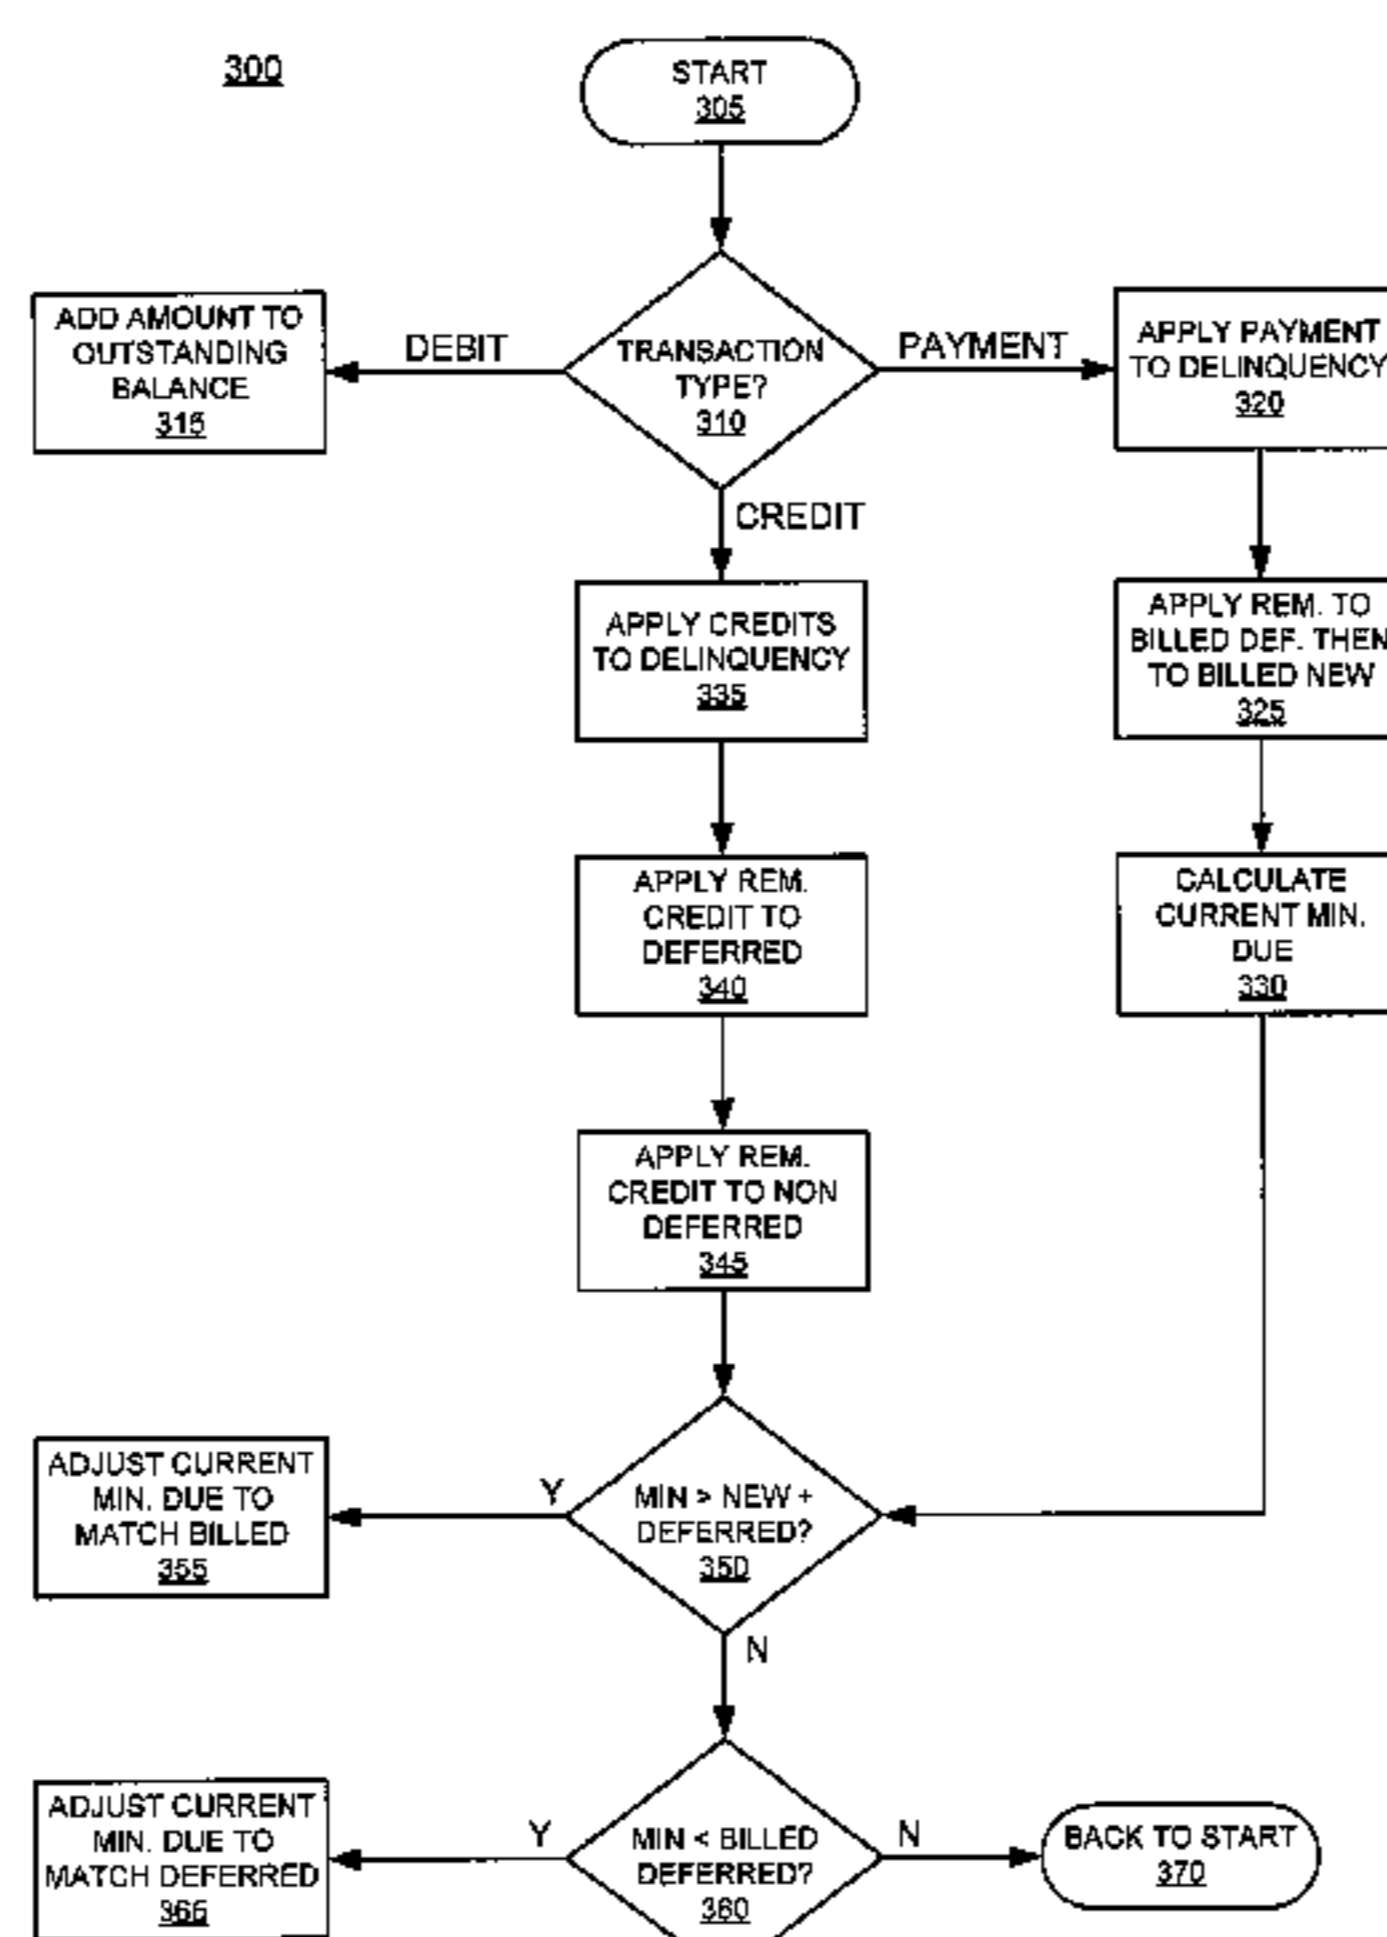 300
START
305
ADD AMOUNT TO
OUTSTANDING
BALANCE
315
DEBIT
TRANSACTION
TYPE?
310
PAYMENT
APPLY PAYMENT
TO DELINQUENCY
320
CREDIT
APPLY CREDITS
TO DELINQUENCY
335
APPLY REM. TO
BILLED DEF. THEN
TO BILLED NEW
325
APPLY REM.
CREDIT TO
DEFERRED
340
CALCULATE
CURRENT MIN.
DUE
330
APPLY REM.
CREDIT TO NON
DEFERRED
345
ADJUST CURRENT
MIN. DUE TO
MATCH BILLED
355
Y
MIN > NEW +
DEFERRED?
350
N
ADJUST CURRENT
MIN. DUE TO
MATCH DEFERRED
365
Y
MIN < BILLED
DEFERRED?
360
N
BACK TO START
370